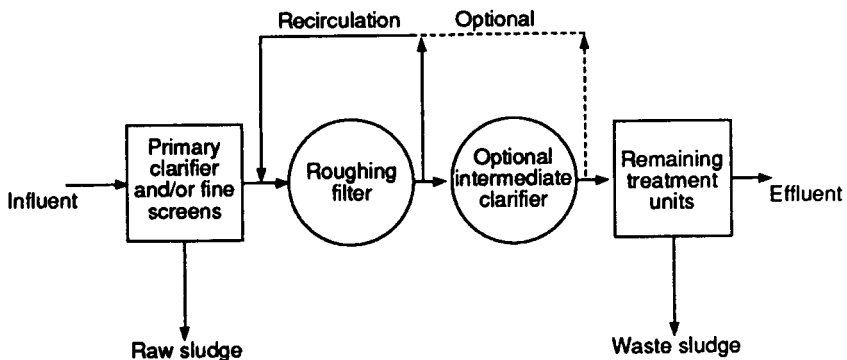 Recirculation
Optional
Primary
clarifier
and/or fine
screens
Roughing
filter
Optional
intermediate
clarifier
Remaining
treatment
units
Influent
Effluent
Raw sludge
Waste sludge